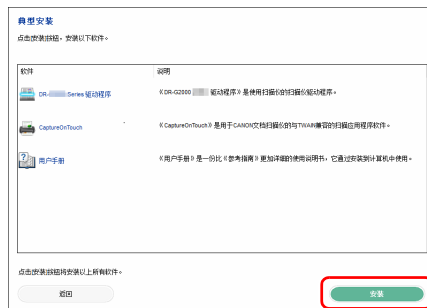 典型安装
点击[安装]按钮，安装以下软件。
软件 说明
DR- Series 驱动程序 《DR-G2000 驱动程序》是使用扫描仪的扫描仪驱动程序。
CaptureOnTouch 《CaptureOnTouch》是用于CANON文档扫描仪的与TWAIN兼容的扫描应用程序软件。
用户手册 《用户手册》是一份比《参考指南》更加详细的使用说明书，它通过安装到计算机中使用。
点击[安装]按钮将安装以上所有软件。
返回 安装